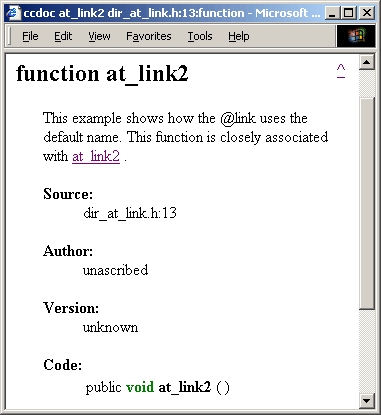 ccdoc at_link2 dir_at_link.h:13:function - Microsoft ...
File Edit View Favorites Tools Help
function at_link2 ^
This example shows how the @link uses the
default name. This function is closely associated
with at_link2 .
Source:
dir_at_link.h:13
Author:
unascribed
Version:
unknown
Code:
public void at_link2 ( )